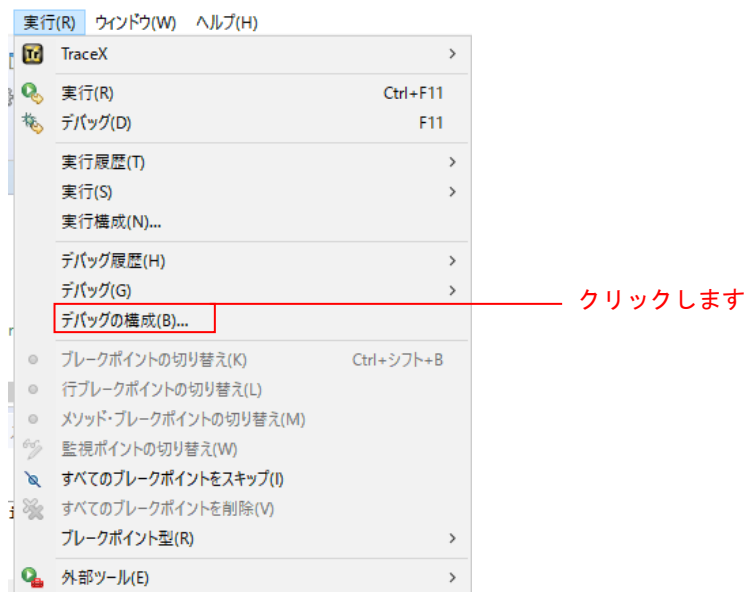 実行(R) ウィンドウ(W) ヘルプ(H)
TraceX
実行(R) Ctrl+F11
デバッグ(D) F11
実行履歴(T)
実行(S)
実行構成(N)...
デバッグ履歴(H)
デバッグ(G)
デバッグの構成(B)...
クリックします
ブレークポイントの切り替え(K) Ctrl+シフト+B
行ブレークポイントの切り替え(L)
メソッド・ブレークポイントの切り替え(M)
監視ポイントの切り替え(W)
すべてのブレークポイントをスキップ(I)
すべてのブレークポイントを削除(V)
ブレークポイント型(R)
外部ツール(E)